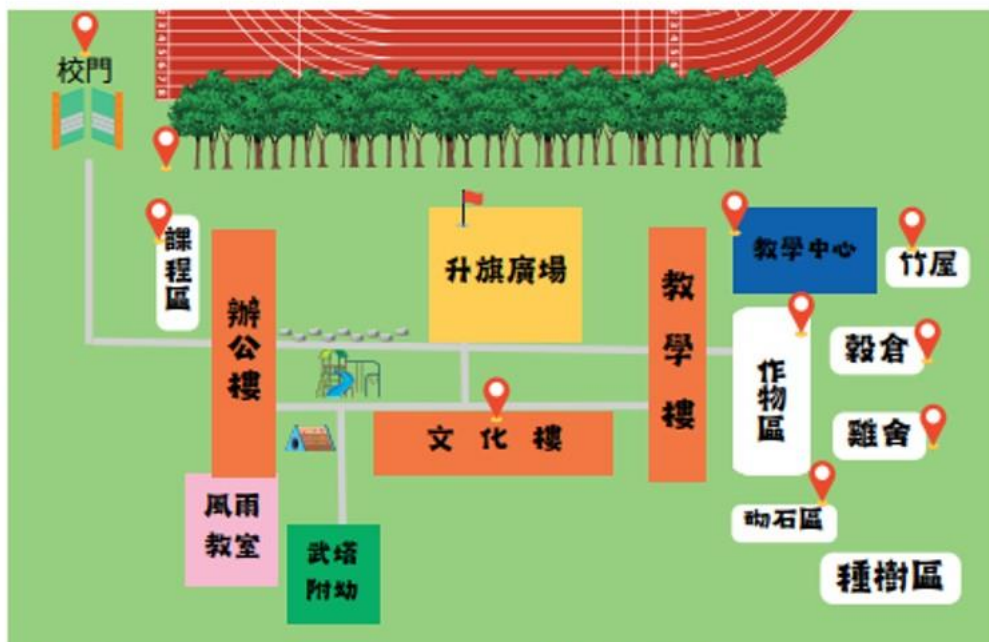 校門
課程區
辦公樓
升旗廣場
教學樓
教學中心
竹屋
穀倉
作物區
雞舍
文化樓
砌石區
風雨
教室
武塔
附幼
種樹區